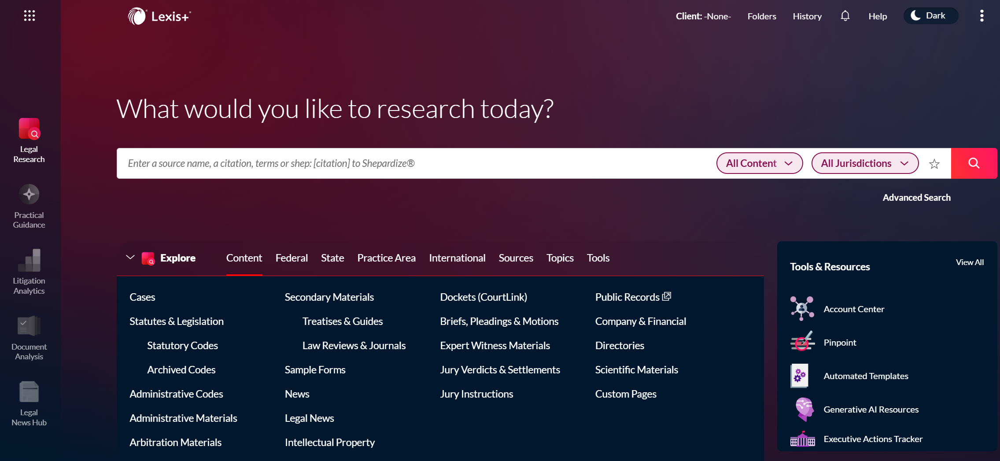 Lexis+®
Client: -None-
Folders
History
Help
Dark
What would you like to research today?
Enter a source name, a citation, terms or shep: [citation] to Shepardize®
All Content
All Jurisdictions
Advanced Search
Legal
Research
Practical
Guidance
Litigation
Analytics
Document
Analysis
Legal
News Hub
Explore
Content
Federal
State
Practice Area
International
Sources
Topics
Tools
Cases
Statutes & Legislation
Statutory Codes
Archived Codes
Administrative Codes
Administrative Materials
Arbitration Materials
Secondary Materials
Treatises & Guides
Law Reviews & Journals
Sample Forms
News
Legal News
Intellectual Property
Dockets (CourtLink)
Briefs, Pleadings & Motions
Expert Witness Materials
Jury Verdicts & Settlements
Jury Instructions
Public Records
Company & Financial
Directories
Scientific Materials
Custom Pages
Tools & Resources
View All
Account Center
Pinpoint
Automated Templates
Generative AI Resources
Executive Actions Tracker